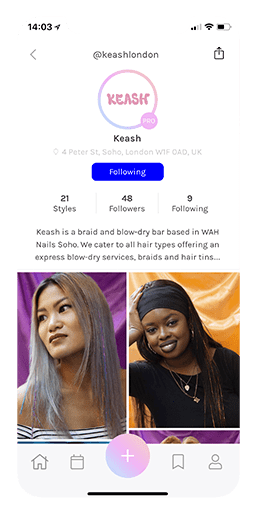 14:03
@keashlondon
KEASH
PRO
Keash
4 Peter St, Soho, London W1F 0AD, UK
Following
21 48 9
Styles Followers Following
Keash is a braid and blow-dry bar based in WAH
Nails Soho. We cater to all hair types offering an
express blow-dry services, braids and hair tins...